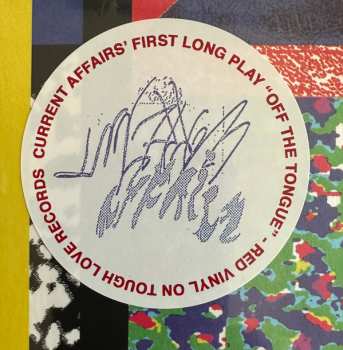 CURRENT AFFAIRS' FIRST LONG PLAY "OFF THE TONGUE" - RED VINYL ON TOUGH LOVE RECORDS